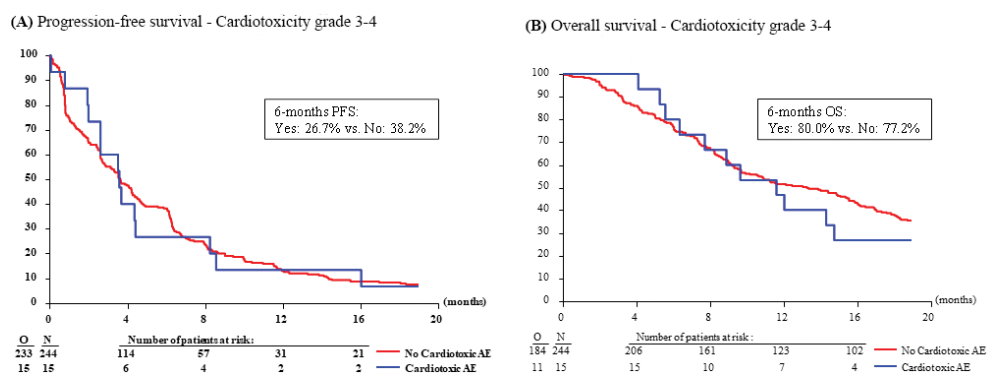 (A) Progression-free survival - Cardiotoxicity grade 3-4
100
90
80
70
60
50
40
30
20
10
0
6-months PFS:
Yes: 26.7% vs. No: 38.2%
(months)
0 4 8 12 16 20
O N Number of patients at risk:
233 244 114 57 31 21 No Cardiotoxic AE
15 15 6 4 2 2 Cardiotoxic AE
(B) Overall survival - Cardiotoxicity grade 3-4
100
90
80
70
60
50
40
30
20
10
0
6-months OS:
Yes: 80.0% vs. No: 77.2%
(months)
0 4 8 12 16 20
O N Number of patients at risk :
184 244 206 161 123 102 No Cardiotoxic AE
11 15 15 10 7 4 Cardiotoxic AE